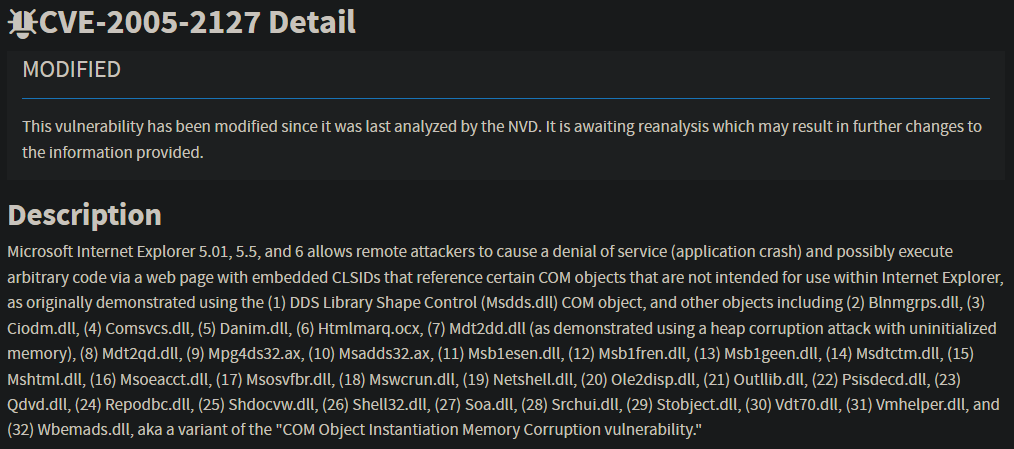 CVE-2005-2127 Detail
MODIFIED
This vulnerability has been modified since it was last analyzed by the NVD. It is awaiting reanalysis which may result in further changes to
the information provided.
Description
Microsoft Internet Explorer 5.01, 5.5, and 6 allows remote attackers to cause a denial of service (application crash) and possibly execute
arbitrary code via a web page with embedded CLSIDs that reference certain COM objects that are not intended for use within Internet Explorer,
as originally demonstrated using the (1) DDS Library Shape Control (Msdds.dll) COM object, and other objects including (2) Blnmgrps.dll, (3)
Ciodm.dll, (4) Comsvcs.dll, (5) Danim.dll, (6) Htmlmarq.ocx, (7) Mdt2dd.dll (as demonstrated using a heap corruption attack with uninitialized
memory), (8) Mdt2qd.dll, (9) Mpg4ds32.ax, (10) Msadds32.ax, (11) Msb1esen.dll, (12) Msb1fren.dll, (13) Msb1geen.dll, (14) Msdtctm.dll, (15)
Mshtml.dll, (16) Msoeacct.dll, (17) Msosvfbr.dll, (18) Mswcrun.dll, (19) Netshell.dll, (20) Ole2disp.dll, (21) Outllib.dll, (22) Psisdecd.dll, (23)
Qdvd.dll, (24) Repodbc.dll, (25) Shdocvw.dll, (26) Shell32.dll, (27) Soa.dll, (28) Srchui.dll, (29) Stobject.dll, (30) Vdt70.dll, (31) Vmhelper.dll, and
(32) Wbemads.dll, aka a variant of the "COM Object Instantiation Memory Corruption vulnerability."